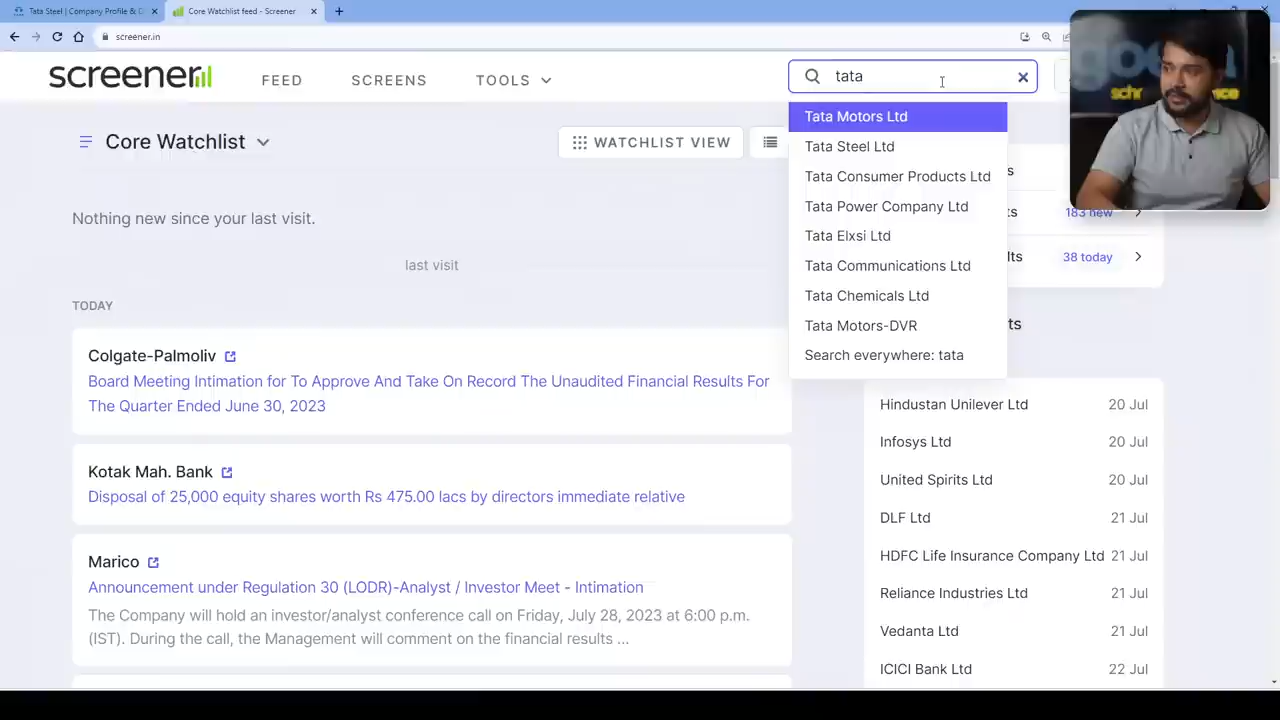 Tata Steel | Company Profile & D
Core Watchlist feed - Screener
screener.in
screener
FEED
SCREENS
TOOLS
tata
Tata Motors Ltd
Tata Steel Ltd
Tata Consumer Products Ltd
Tata Power Company Ltd
Tata Elxsi Ltd
Tata Communications Ltd
Tata Chemicals Ltd
Tata Motors-DVR
Search everywhere: tata
Core Watchlist
WATCHLIST VIEW
Nothing new since your last visit.
last visit
TODAY
Colgate-Palmoliv
Board Meeting Intimation for To Approve And Take On Record The Unaudited Financial Results For
The Quarter Ended June 30, 2023
Kotak Mah. Bank
Disposal of 25,000 equity shares worth Rs 475.00 lacs by directors immediate relative
Marico
Announcement under Regulation 30 (LODR)-Analyst / Investor Meet - Intimation
The Company will hold an investor/analyst conference call on Friday, July 28, 2023 at 6:00 p.m.
(IST). During the call, the Management will comment on the financial results ...
s
ts 183 new
lts 38 today
ts
Hindustan Unilever Ltd 20 Jul
Infosys Ltd 20 Jul
United Spirits Ltd 20 Jul
DLF Ltd 21 Jul
HDFC Life Insurance Company Ltd 21 Jul
Reliance Industries Ltd 21 Jul
Vedanta Ltd 21 Jul
ICICI Bank Ltd 22 Jul